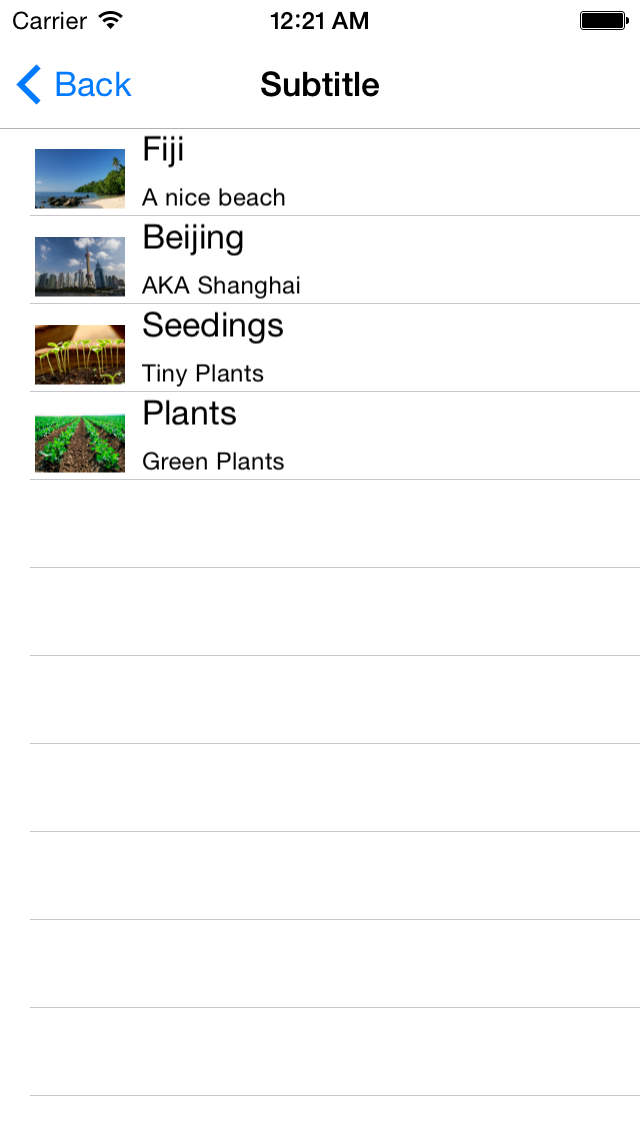 Carrier 12:21 AM
Back Subtitle
Fiji
A nice beach
Beijing
AKA Shanghai
Seedings
Tiny Plants
Plants
Green Plants